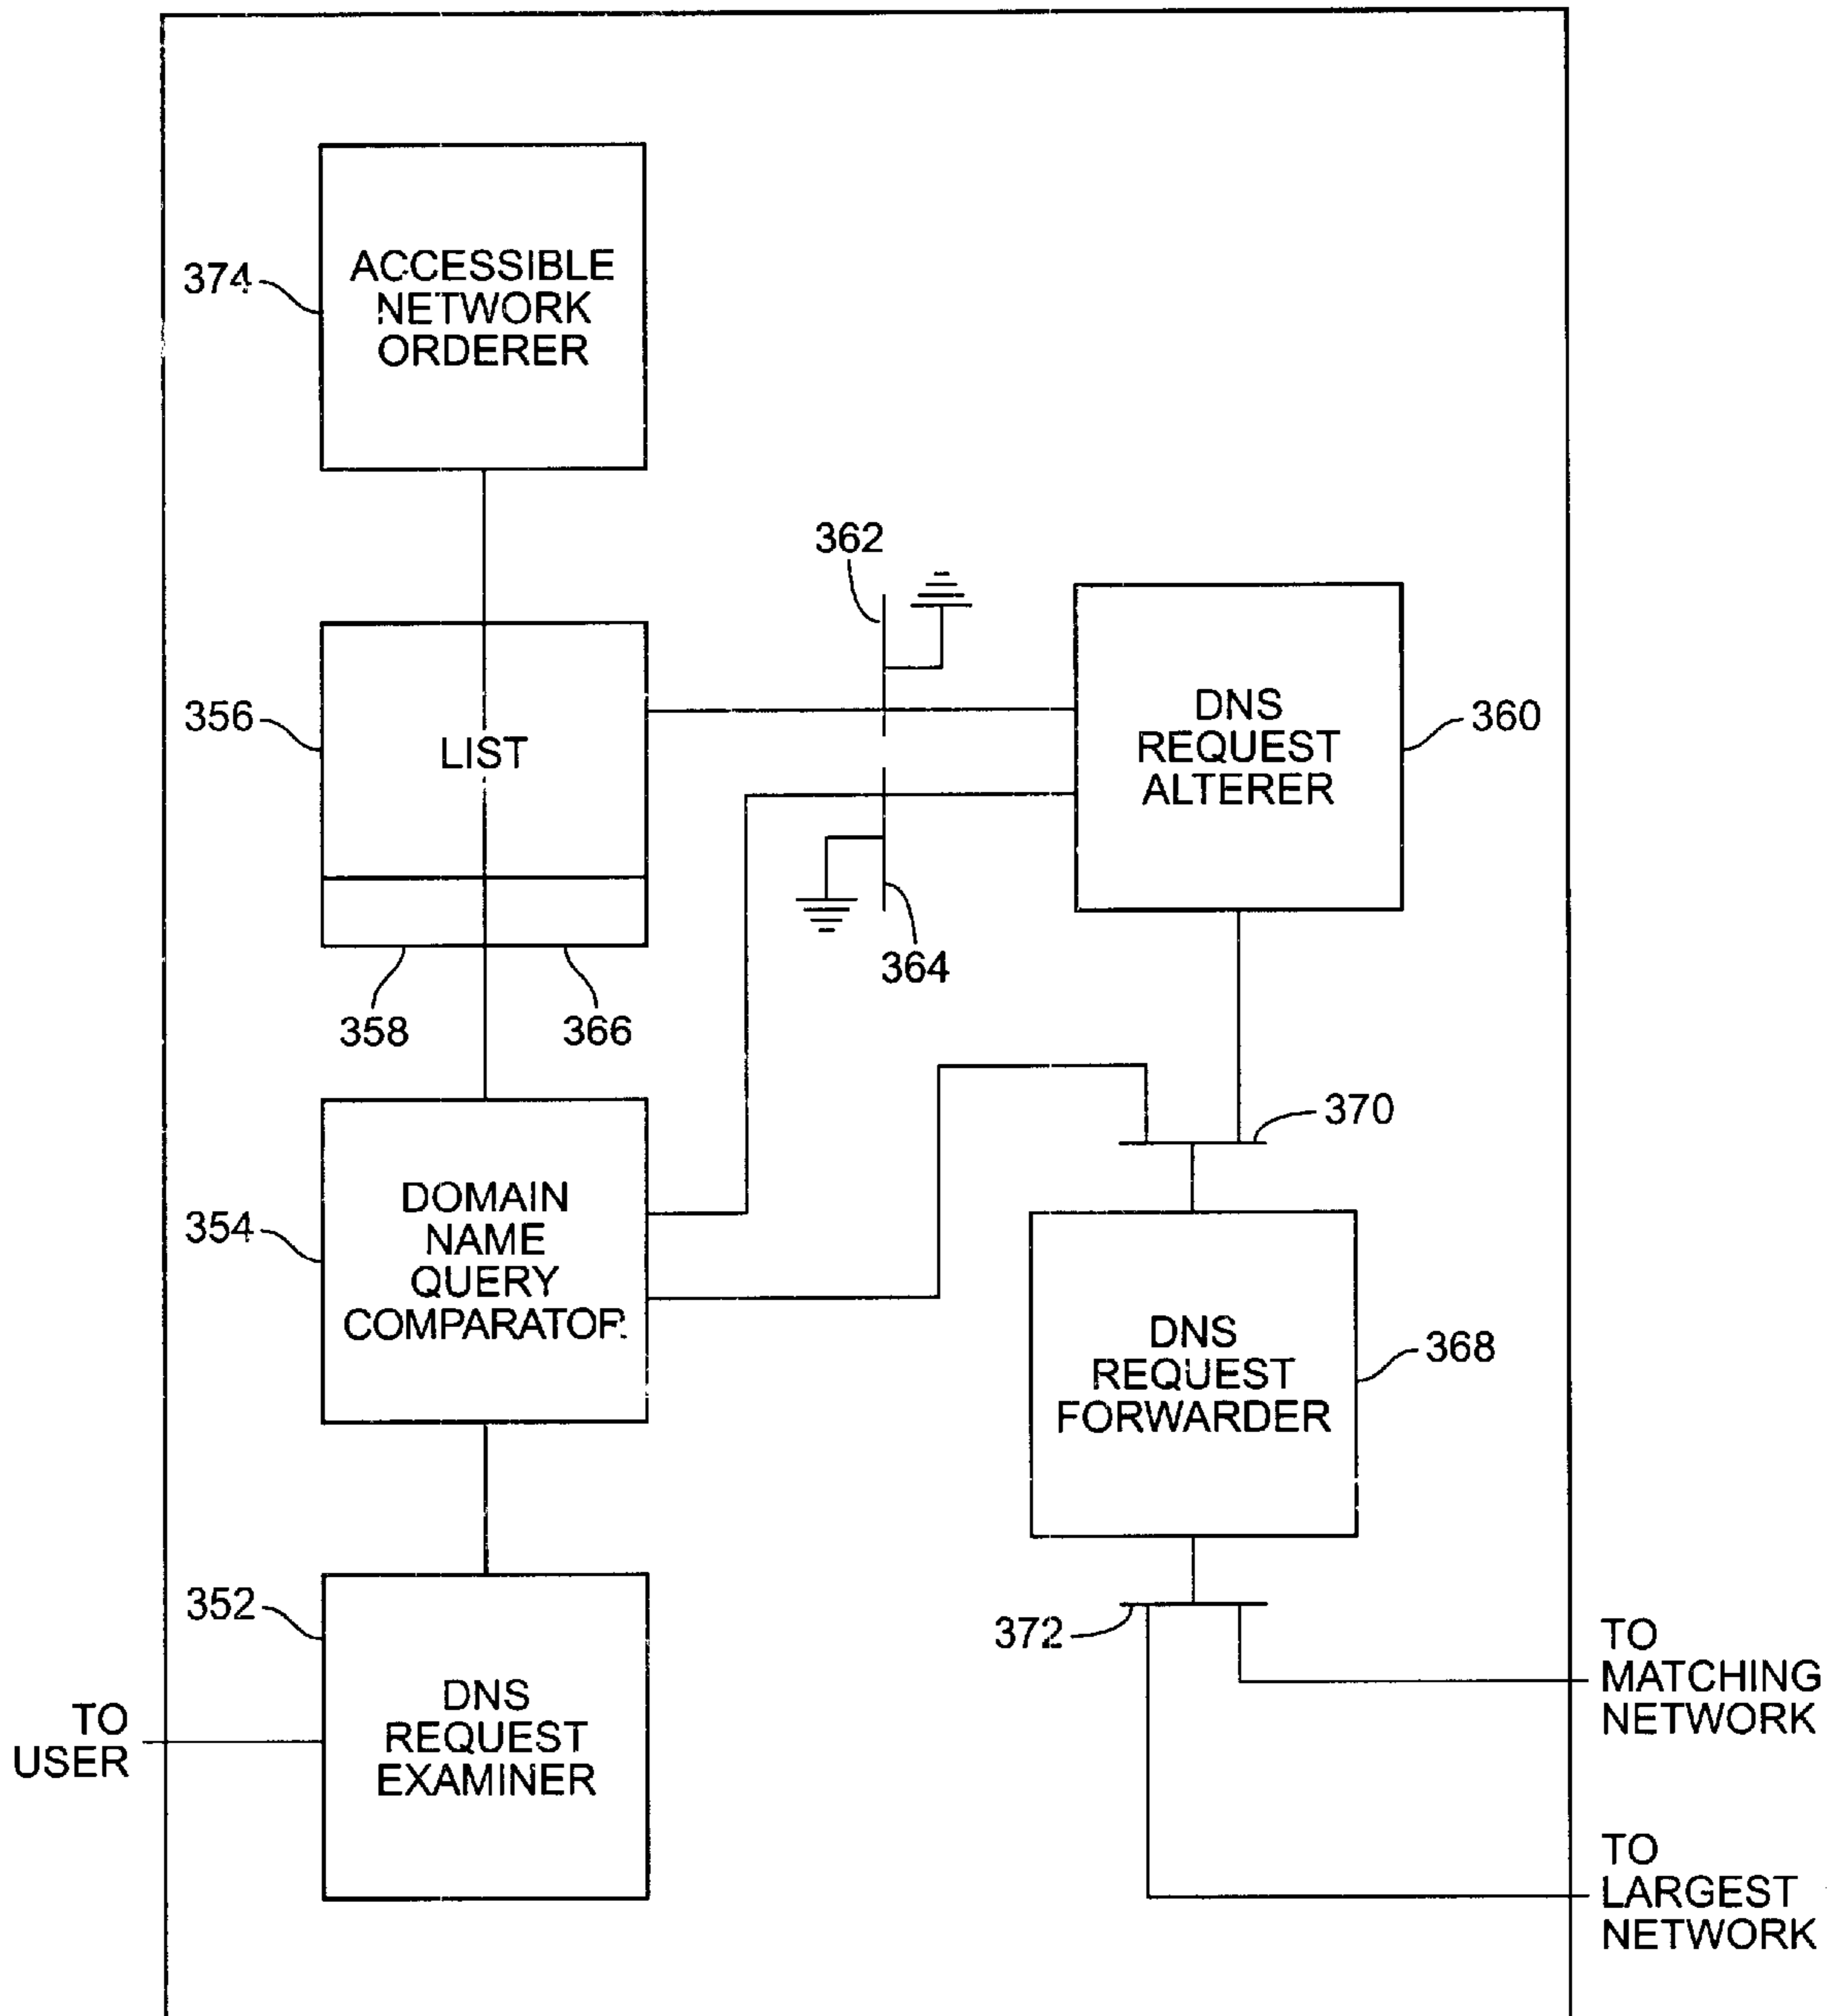 374
ACCESSIBLE
NETWORK
ORDERER
362
356
LIST
DNS
REQUEST
ALTERER
360
364
358
366
370
354
DOMAIN
NAME
QUERY
COMPARATOR
DNS
REQUEST
FORWARDER
368
352
372
TO
MATCHING
NETWORK
TO
USER
DNS
REQUEST
EXAMINER
TO
LARGEST
NETWORK